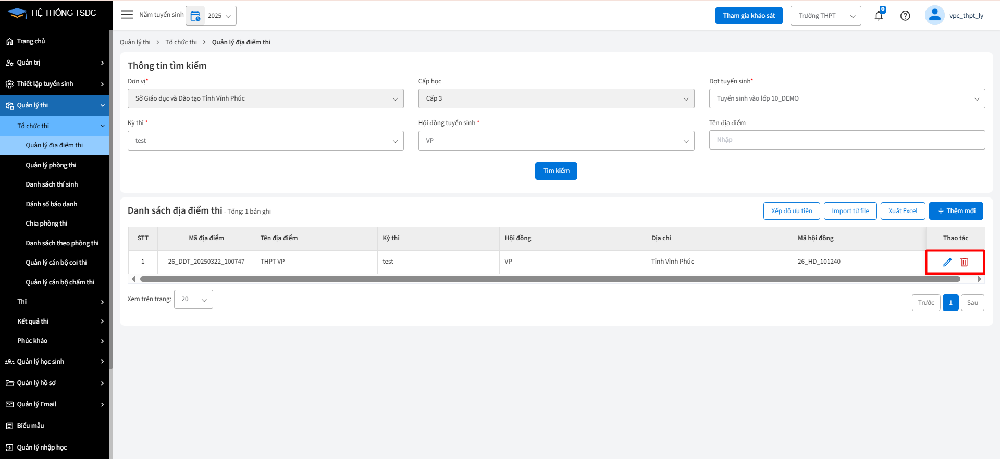 HỆ THỐNG TSĐC
Năm tuyển sinh
2025
Tham gia khảo sát
Trường THPT
0
vpc_thpt_ly
Trang chủ
Quản trị
Thiết lập tuyển sinh
Quản lý thi
Tổ chức thi
Quản lý địa điểm thi
Quản lý phòng thi
Danh sách thí sinh
Đánh số báo danh
Chia phòng thi
Danh sách theo phòng thi
Quản lý cán bộ coi thi
Quản lý cán bộ chấm thi
Thi
Kết quả thi
Phúc khảo
Quản lý học sinh
Quản lý hồ sơ
Quản lý Email
Biểu mẫu
Quản lý nhập học
Quản lý thi > Tổ chức thi > Quản lý địa điểm thi
Thông tin tìm kiếm
Đơn vị*
Sở Giáo dục và Đào tạo Tỉnh Vĩnh Phúc
Cấp học
Cấp 3
Đợt tuyển sinh*
Tuyển sinh vào lớp 10_DEMO
Kỳ thi *
test
Hội đồng tuyển sinh *
VP
Tên địa điểm
Nhập
Tìm kiếm
Danh sách địa điểm thi - Tổng: 1 bản ghi
Xếp độ ưu tiên
Import từ file
Xuất Excel
+ Thêm mới
STT Mã địa điểm Tên địa điểm Kỳ thi Hội đồng Địa chỉ Mã hội đồng Thao tác
1 26_DDT_20250322_100747 THPT VP test VP Tỉnh Vĩnh Phúc 26_HD_101240
Xem trên trang: 20
Trước 1 Sau